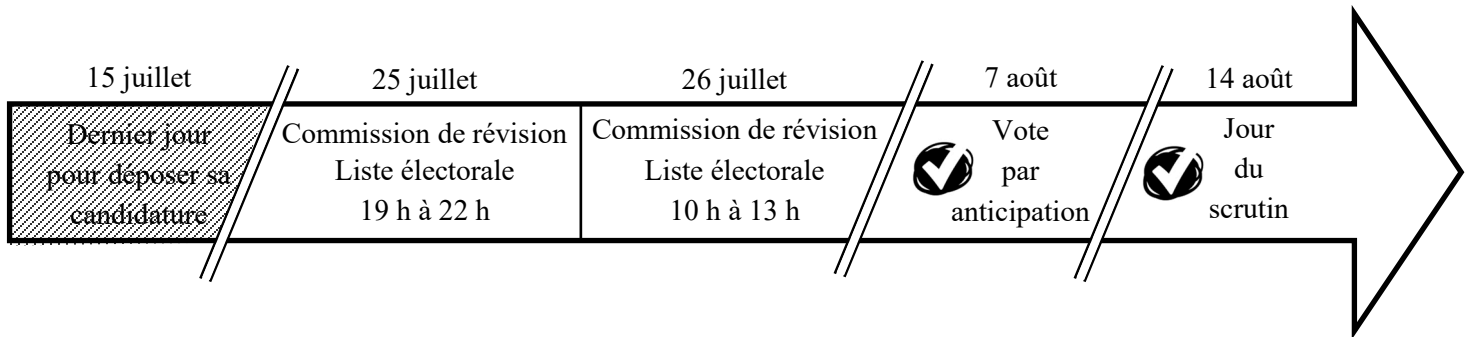 15 juillet
Dernier jour
pour déposer sa
candidature
25 juillet
Commission de révision
Liste électorale
19 h à 22 h
26 juillet
Commission de révision
Liste électorale
10 h à 13 h
7 août
Vote
par
anticipation
14 août
Jour
du
scrutin